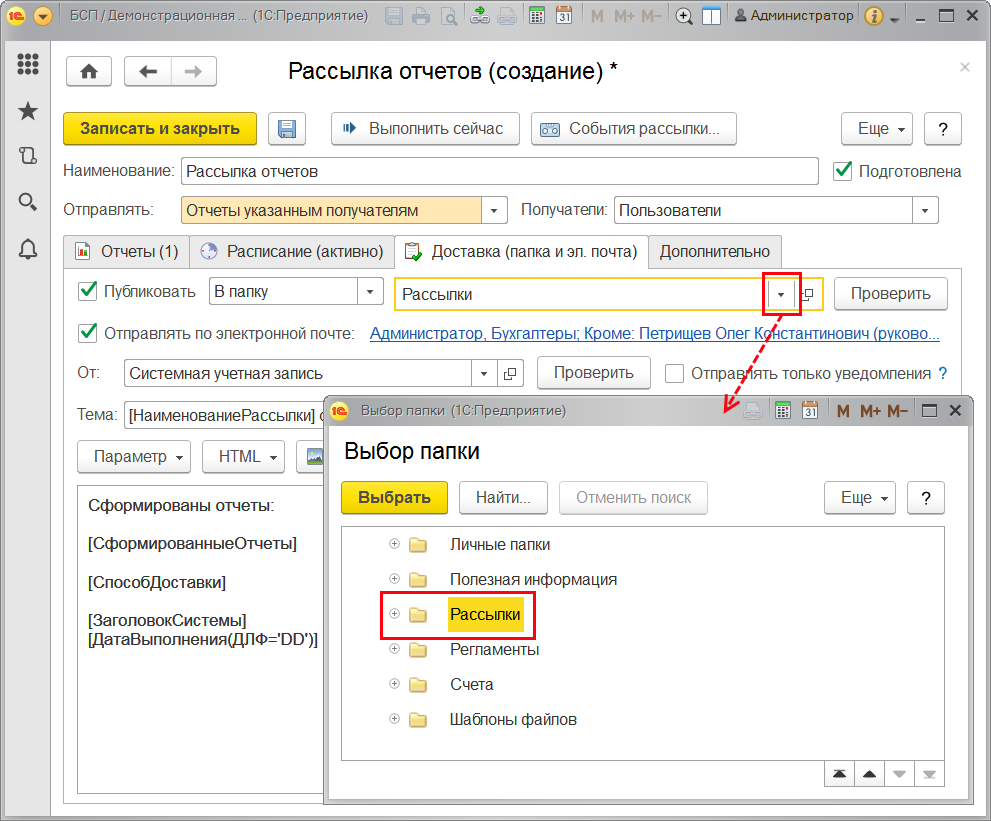 БСП / Демонстрационная ... (1С:Предприятие)
31
M M+ M-
Администратор
Рассылка отчетов (создание) *
Записать и закрыть
Выполнить сейчас
События рассылки...
Еще
?
Наименование: Рассылка отчетов
Подготовлена
Отправлять: Отчеты указанным получателям
Получатели: Пользователи
Отчеты (1)
Расписание (активно)
Доставка (папка и эл. почта)
Дополнительно
Публиковать В папку Рассылки Проверить
Отправлять по электронной почте: Администратор, Бухгалтеры; Кроме: Петрищев Олег Константинович (руково...
От: Системная учетная запись Проверить Отправлять только уведомления ?
Тема: [НаименованиеРассылки]
Параметр HTML
Сформированы отчеты:
[СформированныеОтчеты]
[СпособДоставки]
[ЗаголовокСистемы]
[ДатаВыполнения(ДЛФ='DD')]
Выбор папки (1С:Предприятие)
31
M M+ M-
Выбор папки
Выбрать
Найти...
Отменить поиск
Еще
?
Личные папки
Полезная информация
Рассылки
Регламенты
Счета
Шаблоны файлов